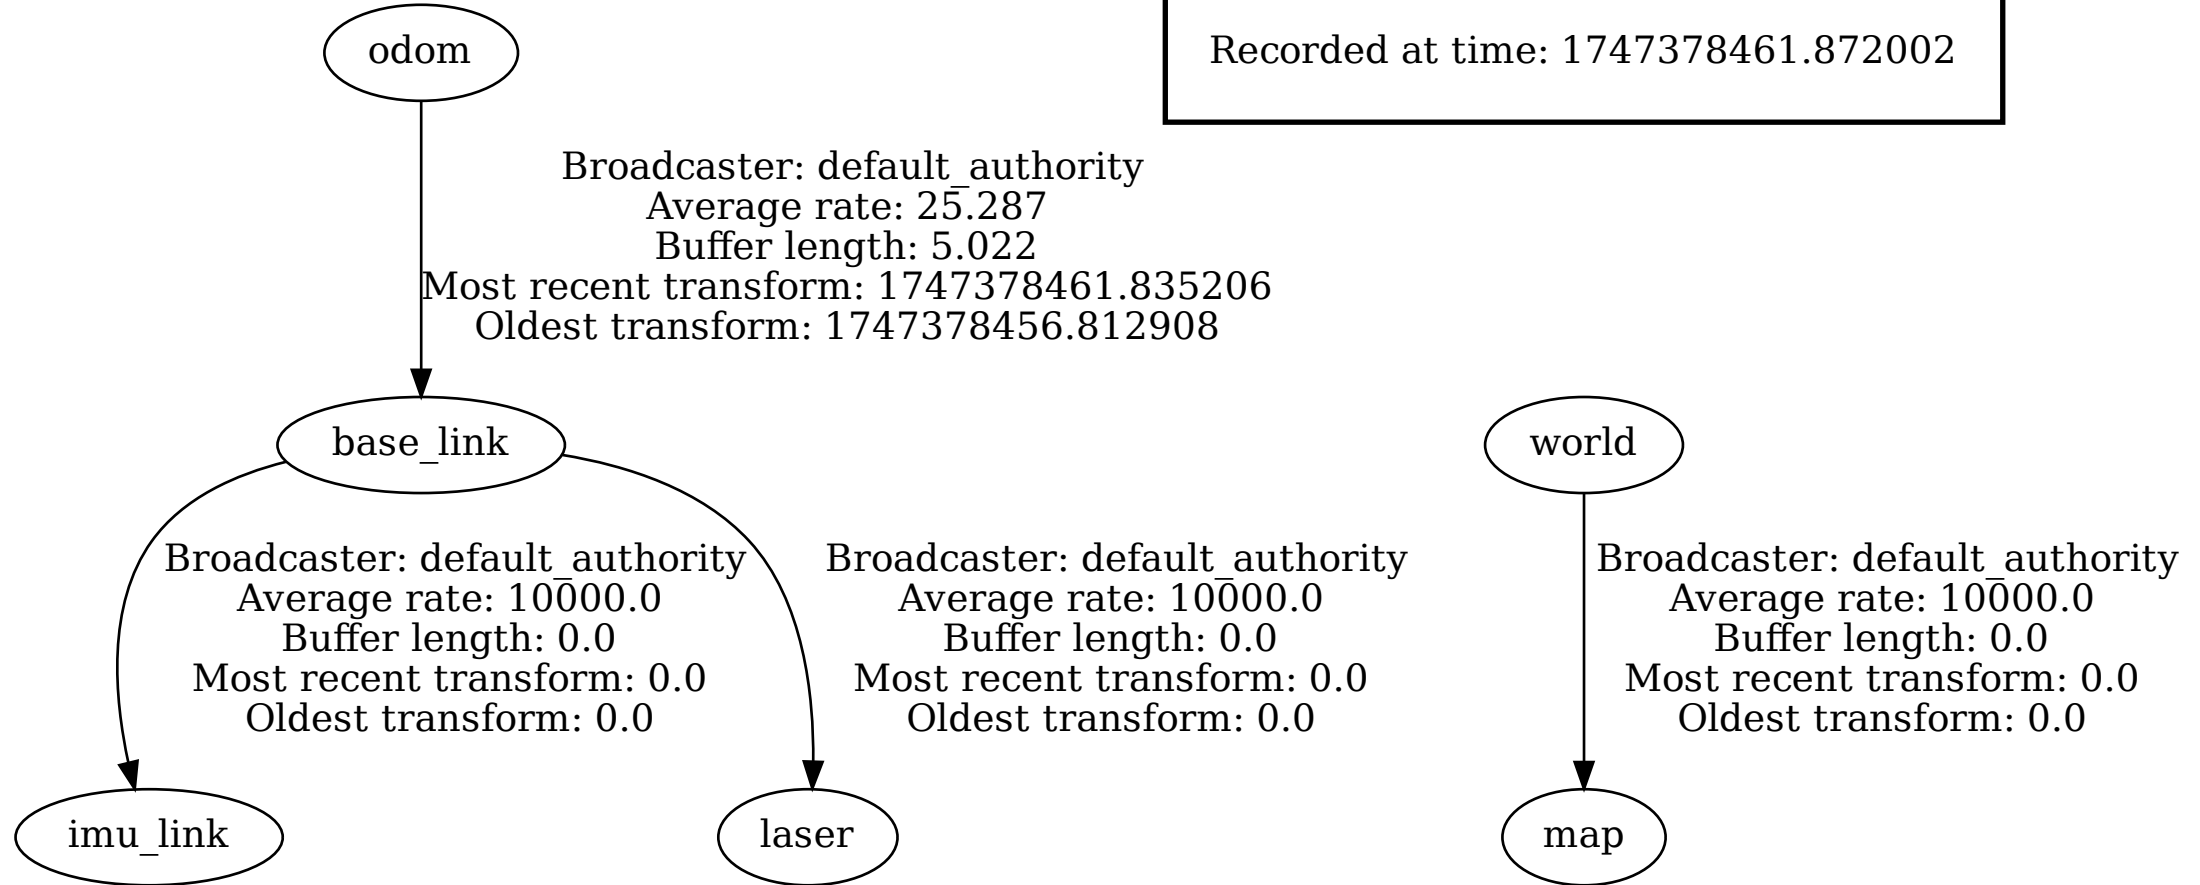 odom
Recorded at time: 1747378461.872002
Broadcaster: default_authority
Average rate: 25.287
Buffer length: 5.022
Most recent transform: 1747378461.835206
Oldest transform: 1747378456.812908
base_link
world
Broadcaster: default_authority
Average rate: 10000.0
Buffer length: 0.0
Most recent transform: 0.0
Oldest transform: 0.0
Broadcaster: default_authority
Average rate: 10000.0
Buffer length: 0.0
Most recent transform: 0.0
Oldest transform: 0.0
Broadcaster: default_authority
Average rate: 10000.0
Buffer length: 0.0
Most recent transform: 0.0
Oldest transform: 0.0
imu_link
laser
map